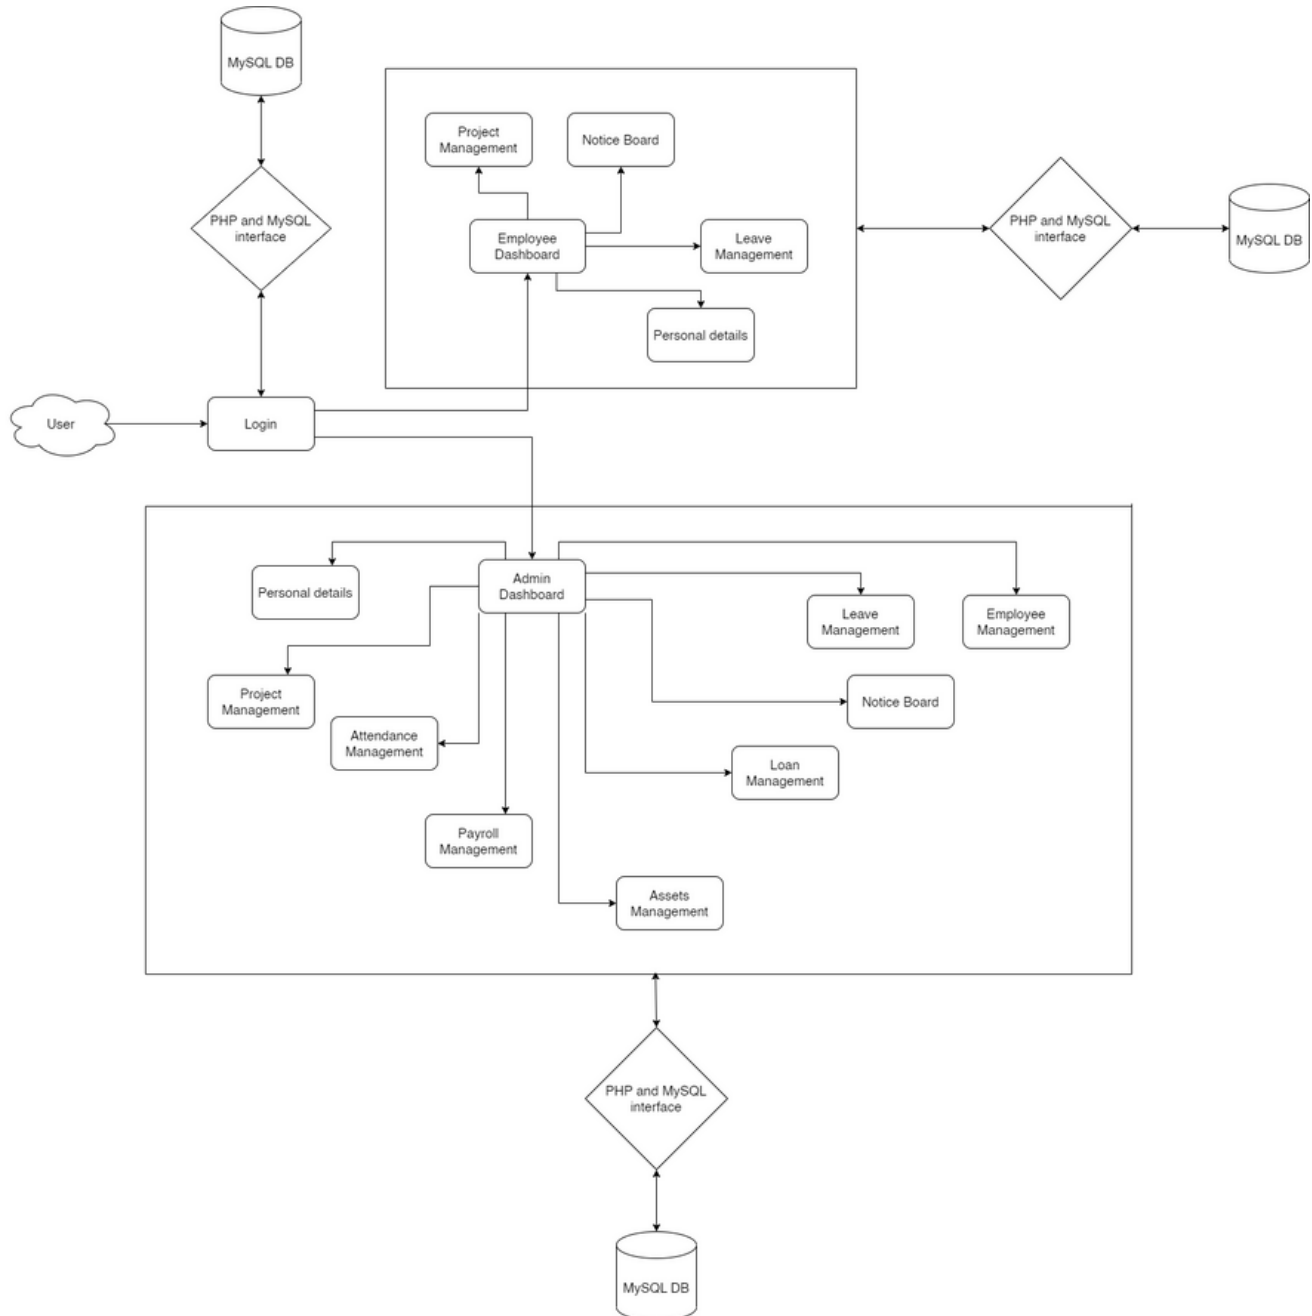 MySQL DB
PHP and MySQL
interface
Project
Management
Notice Board
Employee
Dashboard
Leave
Management
Personal details
PHP and MySQL
interface
MySQL DB
User
Login
Admin
Dashboard
Personal details
Leave
Management
Employee
Management
Project
Management
Notice Board
Attendance
Management
Loan
Management
Payroll
Management
Assets
Management
PHP and MySQL
interface
MySQL DB